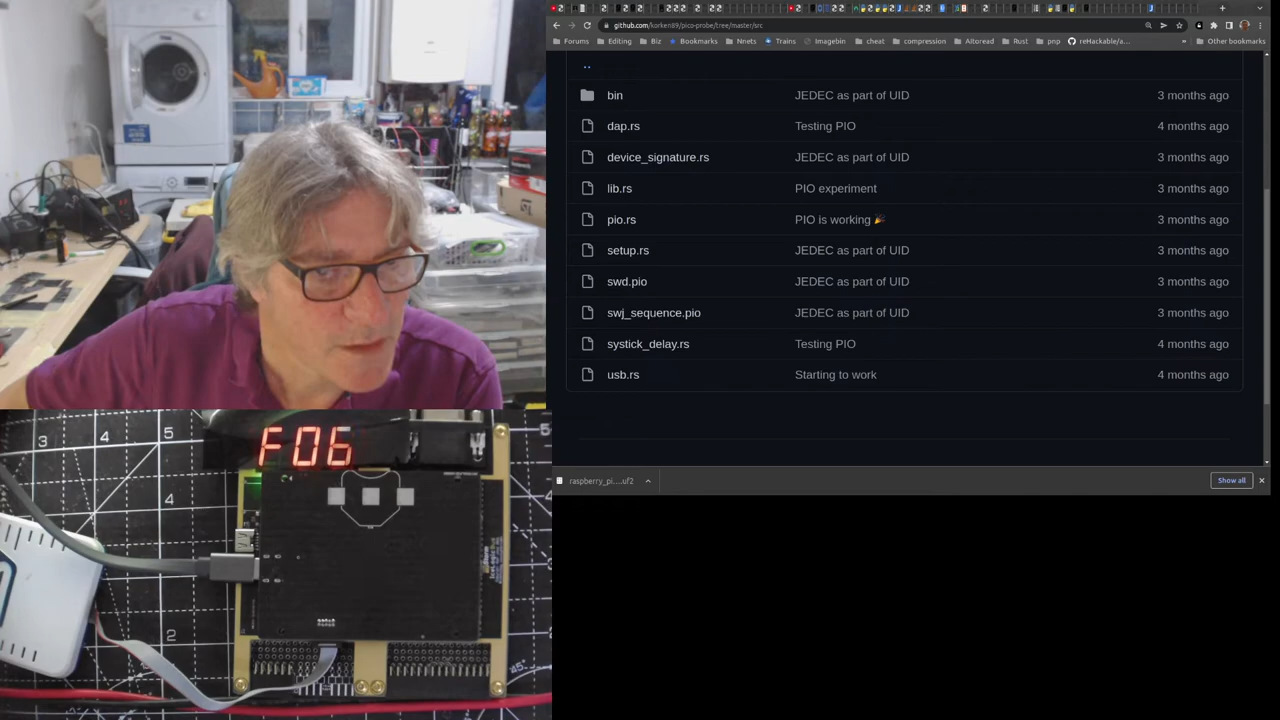 github.com/korken89/pico-probe/tree/master/src
Forums Editing Biz Bookmarks Nnets Trains Imagebin cheat compression Altoread Rust pnp reHackable/a... » Other bookmarks
..
bin JEDEC as part of UID 3 months ago
dap.rs Testing PIO 4 months ago
device_signature.rs JEDEC as part of UID 3 months ago
lib.rs PIO experiment 3 months ago
pio.rs PIO is working 🎉 3 months ago
setup.rs JEDEC as part of UID 3 months ago
swd.pio JEDEC as part of UID 3 months ago
swj_sequence.pio JEDEC as part of UID 3 months ago
systick_delay.rs Testing PIO 4 months ago
usb.rs Starting to work 4 months ago
raspberry_pi....uf2 Show all
F06
3 4 5
5
4
2
45°